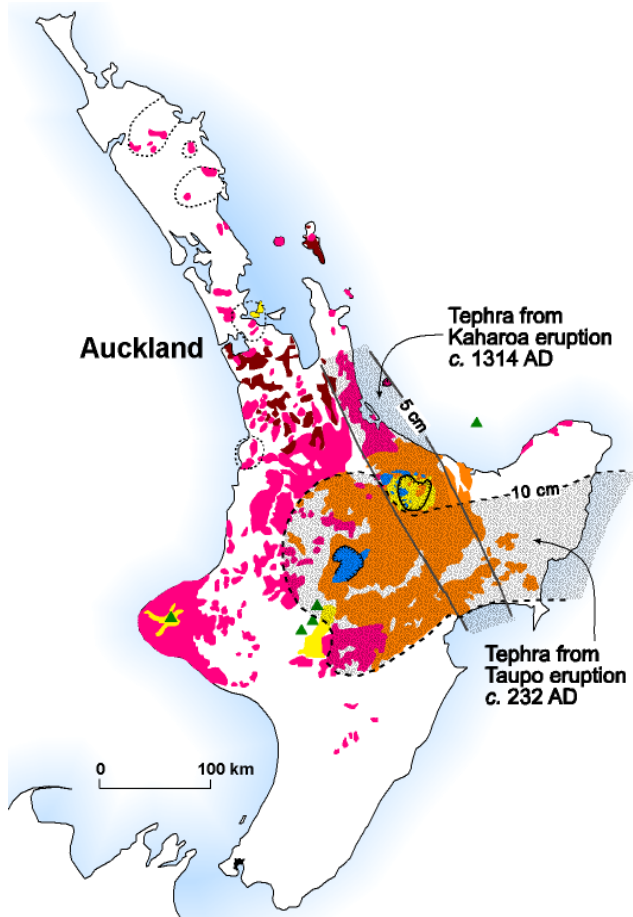 Auckland
Tephra from
Kaharoa eruption
c. 1314 AD
5 cm
10 cm
Tephra from
Taupo eruption
c. 232 AD
0 100 km